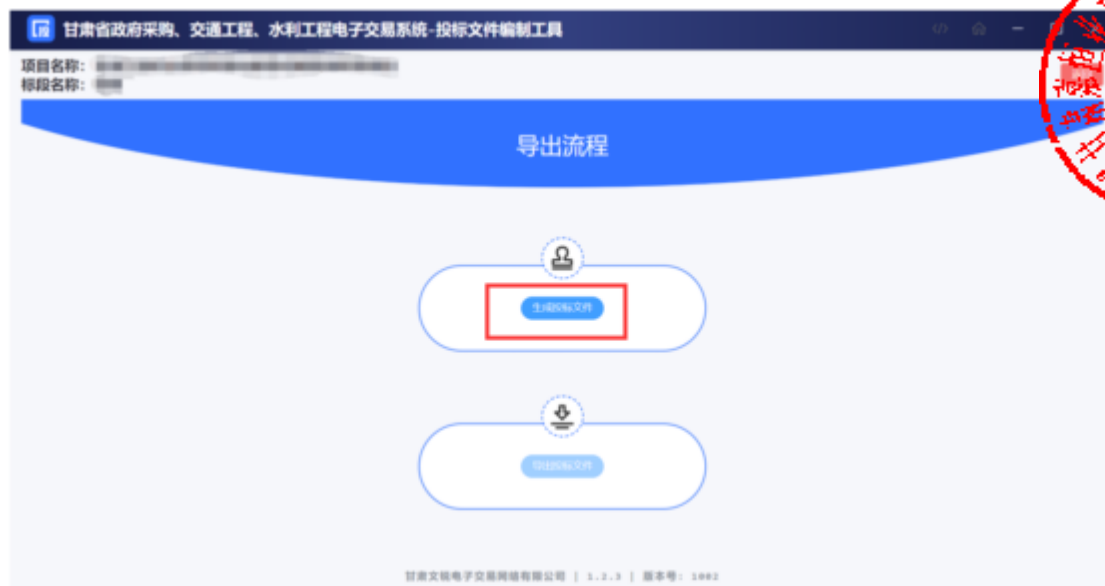 甘肃省政府采购、交通工程、水利工程电子交易系统-投标文件编制工具
项目名称：
标段名称：
导出流程
生成投标文件
导出投标文件
甘肃文锐电子交易网络有限公司 | 1.2.3 | 版本号: 1002